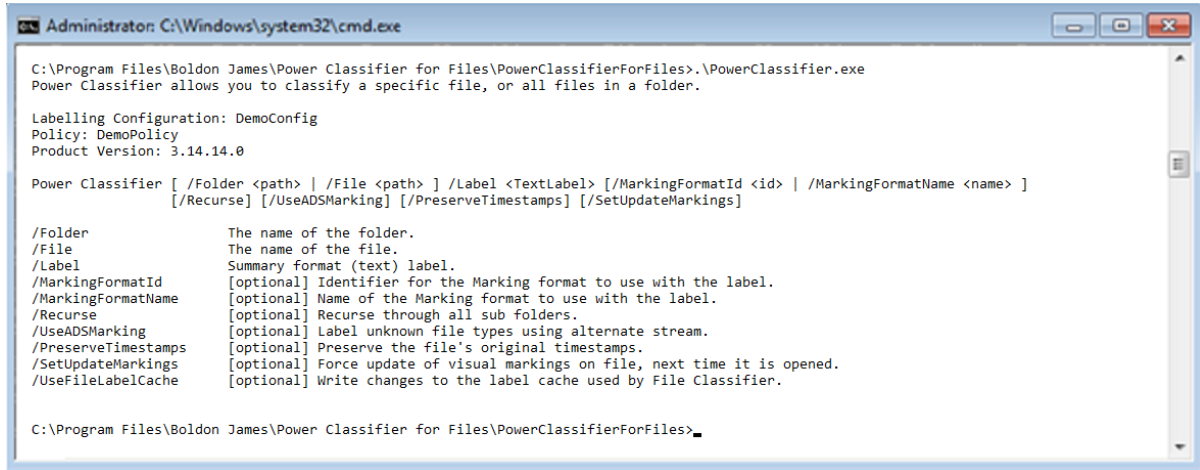 Administrator: C:\Windows\system32\cmd.exe
C:\Program Files\Boldon James\Power Classifier for Files\PowerClassifierForFiles>.\PowerClassifier.exe
Power Classifier allows you to classify a specific file, or all files in a folder.
Labelling Configuration: DemoConfig
Policy: DemoPolicy
Product Version: 3.14.14.0
Power Classifier [ /Folder <path> | /File <path> ] /Label <TextLabel> [/MarkingFormatId <id> | /MarkingFormatName <name> ]
[/Recurse] [/UseADSMarking] [/PreserveTimestamps] [/SetUpdateMarkings]
/Folder The name of the folder.
/File The name of the file.
/Label Summary format (text) label.
/MarkingFormatId [optional] Identifier for the Marking format to use with the label.
/MarkingFormatName [optional] Name of the Marking format to use with the label.
/Recurse [optional] Recurse through all sub folders.
/UseADSMarking [optional] Label unknown file types using alternate stream.
/PreserveTimestamps [optional] Preserve the file's original timestamps.
/SetUpdateMarkings [optional] Force update of visual markings on file, next time it is opened.
/UseFileLabelCache [optional] Write changes to the label cache used by File Classifier.
C:\Program Files\Boldon James\Power Classifier for Files\PowerClassifierForFiles>